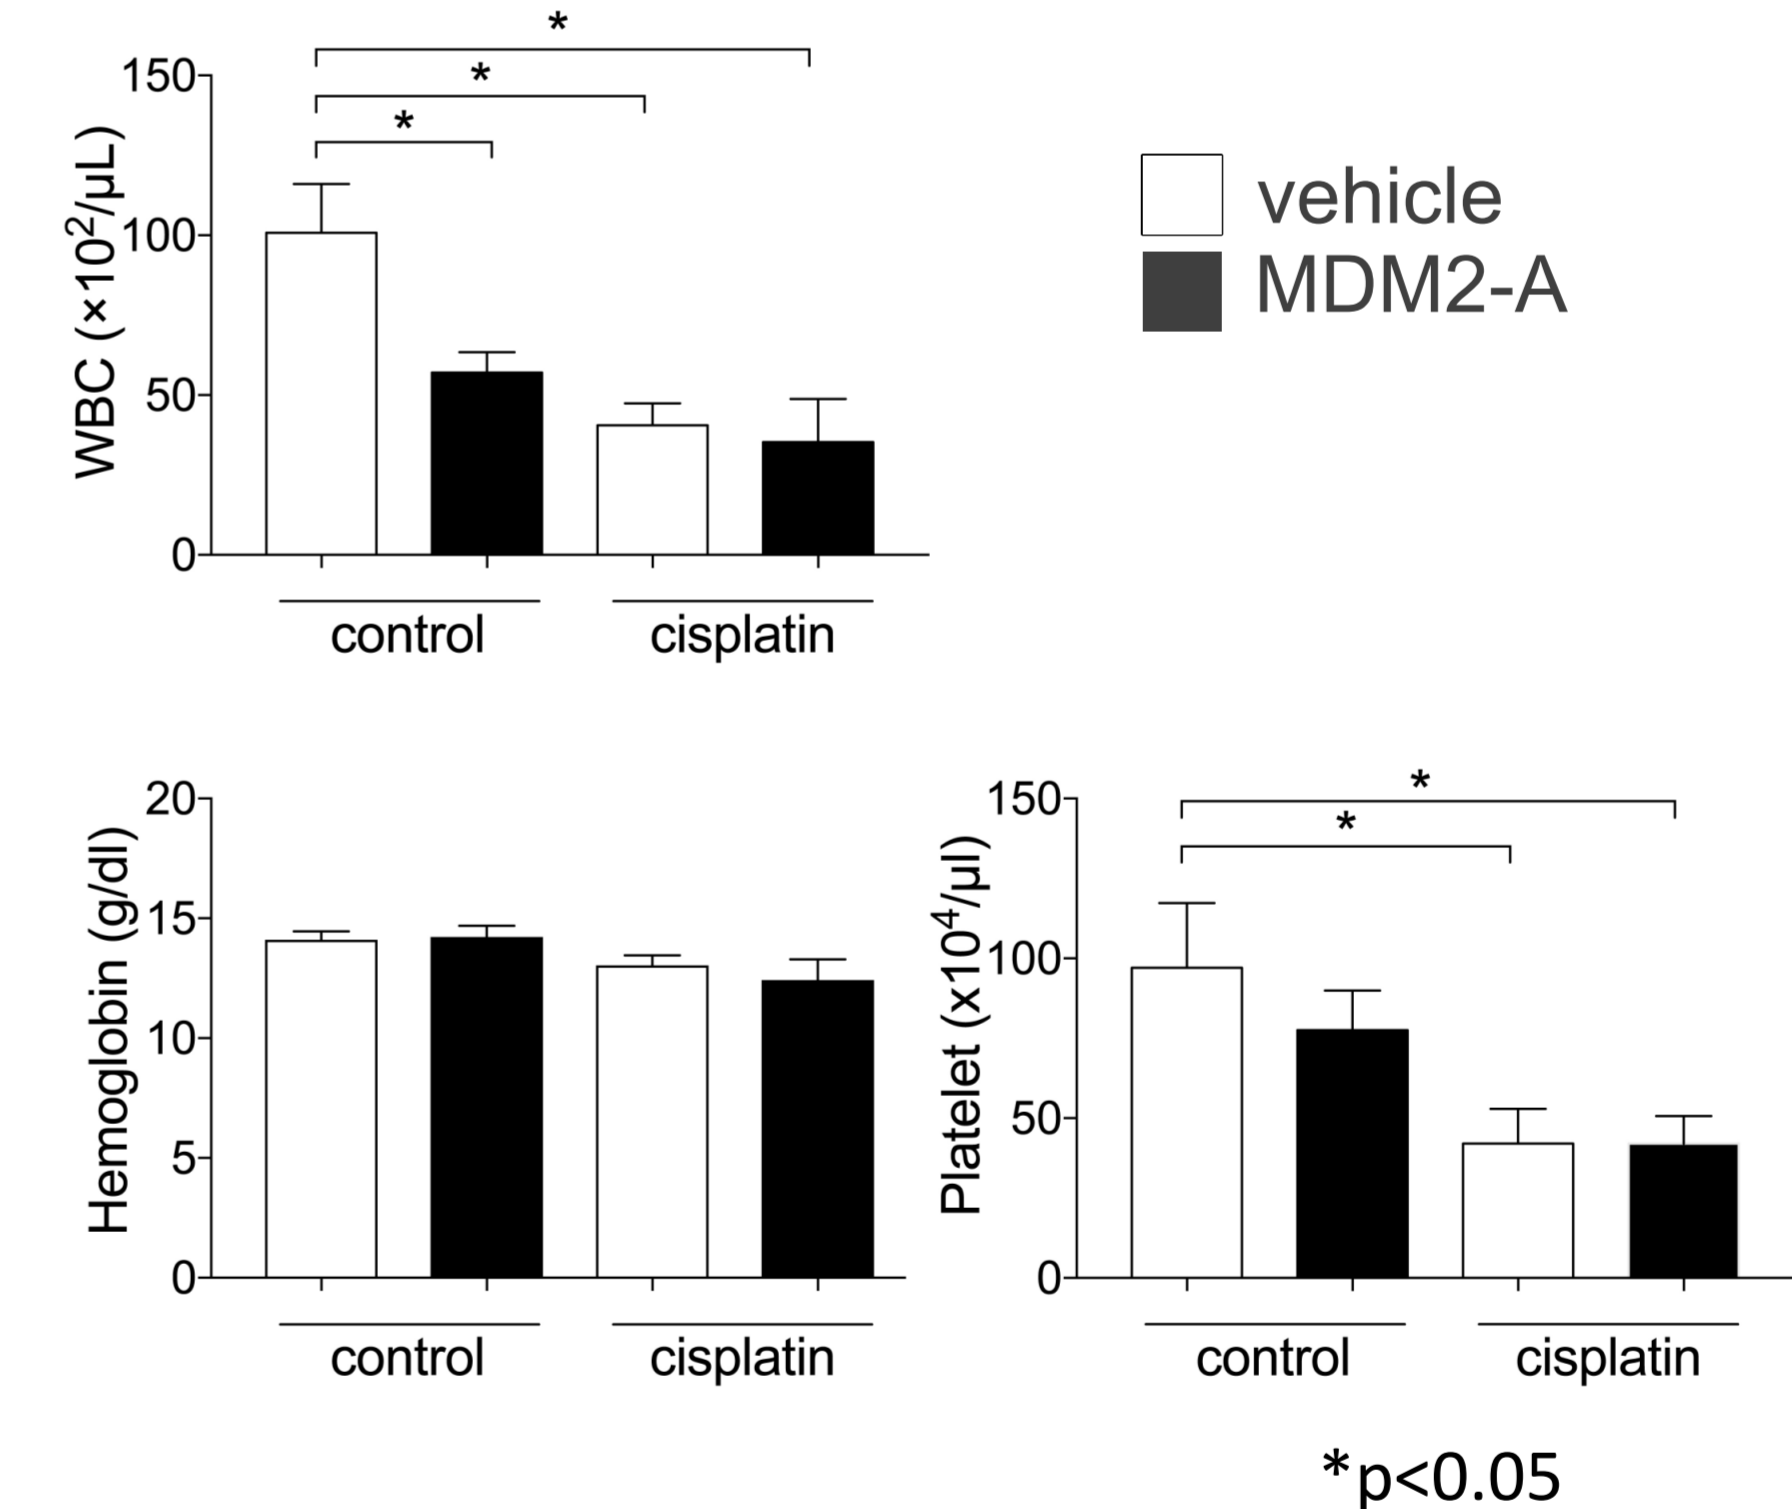 *
*
*
150
100
50
0
WBC (×10²/µL)
control
cisplatin
vehicle
MDM2-A
20
15
10
5
0
Hemoglobin (g/dl)
control
cisplatin
*
*
150
100
50
0
Platelet (x10⁴/µl)
control
cisplatin
*p<0.05